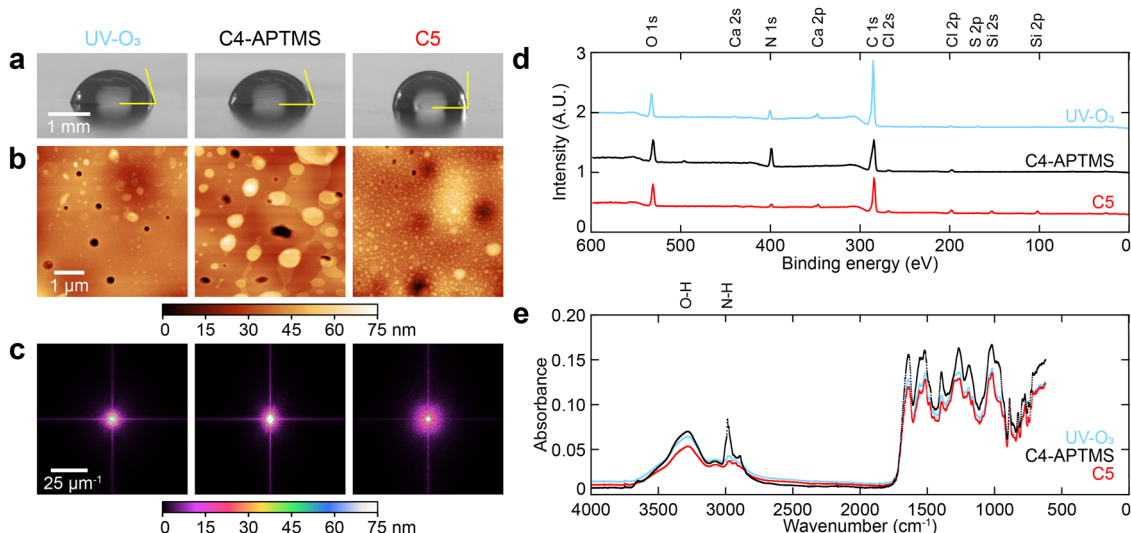 UV-O₃
C4-APTMS
C5
a
1 mm
b
1 µm
0 15 30 45 60 75 nm
c
25 µm⁻¹
0 15 30 45 60 75 nm
d
O 1s
Ca 2s
N 1s
Ca 2p
C 1s
Cl 2s
Cl 2p
S 2p
Si 2s
Si 2p
3
2
1
0
Intensity (A.U.)
UV-O₃
C4-APTMS
C5
600 500 400 300 200 100 0
Binding energy (eV)
e
O-H
N-H
0.20
0.15
0.10
0.05
0
Absorbance
UV-O₃
C4-APTMS
C5
4000 3500 3000 2500 2000 1500 1000 500 0
Wavenumber (cm⁻¹)